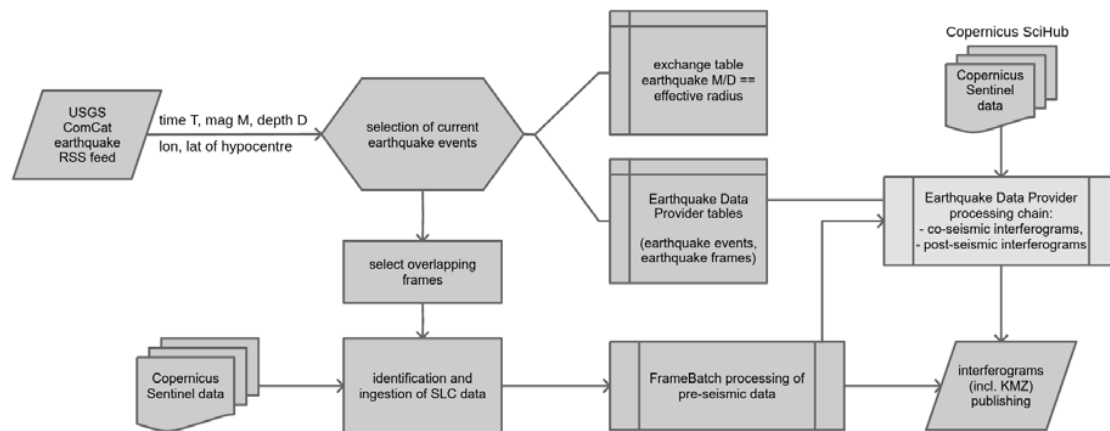 Copernicus SciHub
exchange table
earthquake M/D ==
effective radius
Copernicus
Sentinel
data
USGS
ComCat
earthquake
RSS feed
time T, mag M, depth D
lon, lat of hypocentre
selection of current
earthquake events
Earthquake Data
Provider tables
(earthquake events,
earthquake frames)
Earthquake Data Provider
processing chain:
- co-seismic interferograms,
- post-seismic interferograms
select overlapping
frames
Copernicus
Sentinel data
identification and
ingestion of SLC data
FrameBatch processing of
pre-seismic data
interferograms
(incl. KMZ)
publishing